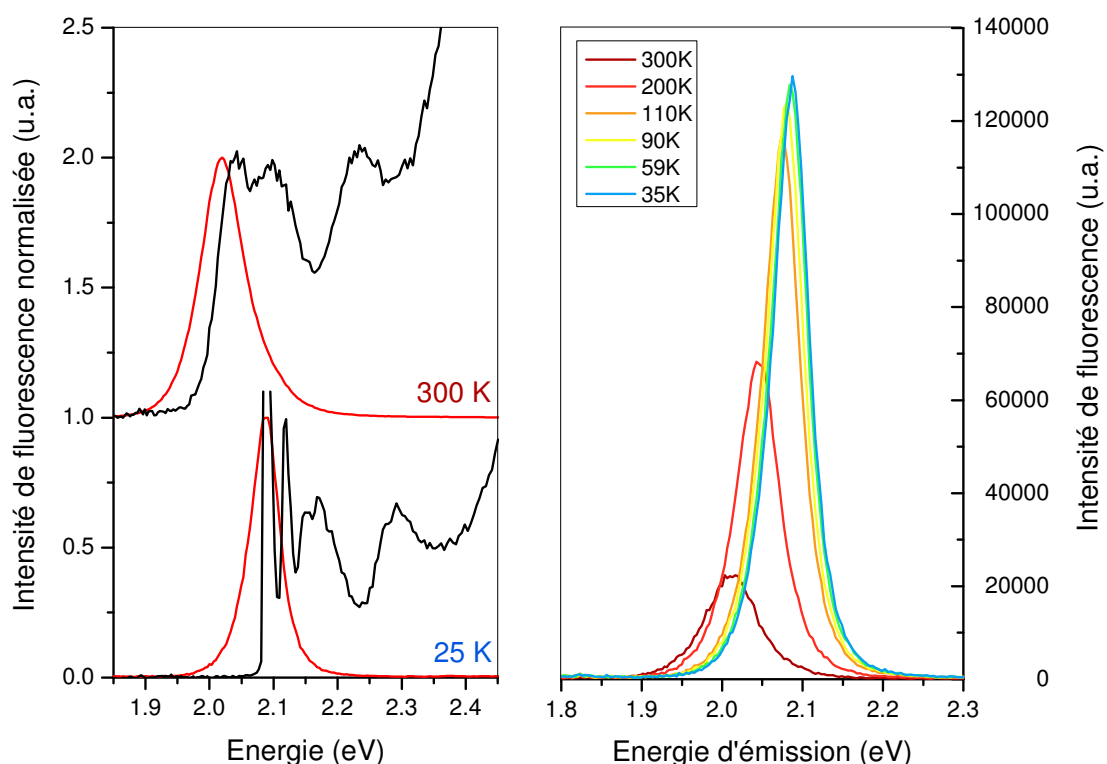 Intensité de fluorescence normalisée (u.a.)
2.5
2.0
1.5
1.0
0.5
0.0
300 K
25 K
1.9 2.0 2.1 2.2 2.3 2.4
Energie (eV)
300K
200K
110K
90K
59K
35K
140000
120000
100000
80000
60000
40000
20000
0
1.8 1.9 2.0 2.1 2.2 2.3
Energie d'émission (eV)
Intensité de fluorescence (u.a.)